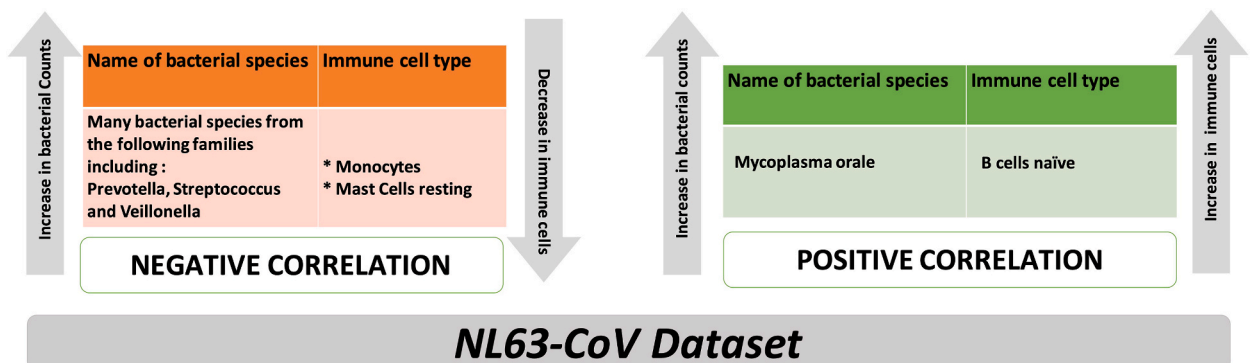 Increase in bacterial Counts
Name of bacterial species
Immune cell type
Many bacterial species from
the following families
including :
Prevotella, Streptococcus
and Veillonella
* Monocytes
* Mast Cells resting
Decrease in immune cells
NEGATIVE CORRELATION
Increase in bacterial counts
Name of bacterial species
Immune cell type
Mycoplasma orale
B cells naïve
Increase in immune cells
POSITIVE CORRELATION
NL63-CoV Dataset